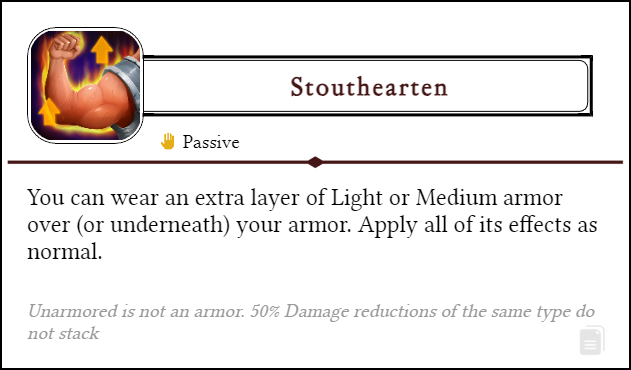 Stouthearten
Passive
You can wear an extra layer of Light or Medium armor
over (or underneath) your armor. Apply all of its effects as
normal.
Unarmored is not an armor. 50% Damage reductions of the same type do
not stack